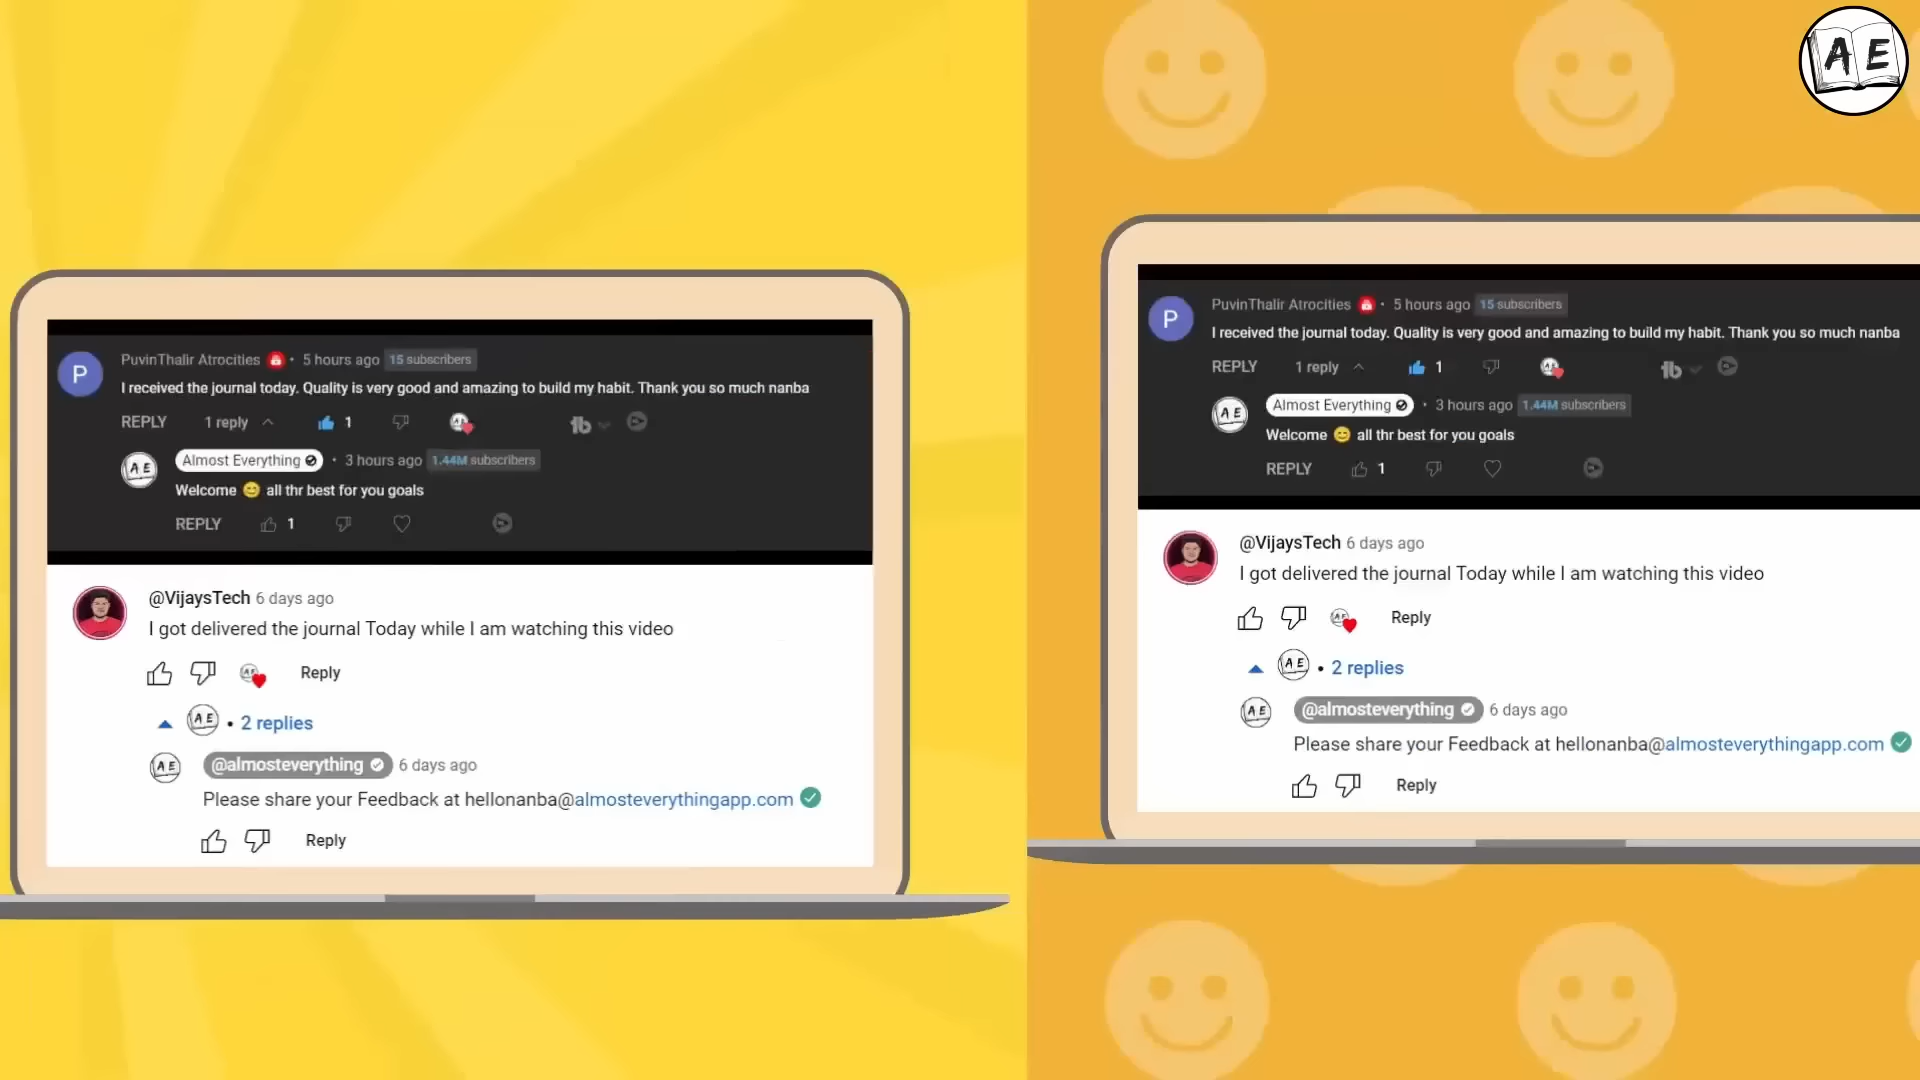 A E
P
PuvinThalir Atrocities • 5 hours ago 15 subscribers
I received the journal today. Quality is very good and amazing to build my habit. Thank you so much nanba
REPLY 1 reply 1
A E
Almost Everything • 3 hours ago 1.44M subscribers
Welcome 😊 all thr best for you goals
REPLY 1
@VijaysTech 6 days ago
I got delivered the journal Today while I am watching this video
Reply
A E • 2 replies
A E
@almosteverything 6 days ago
Please share your Feedback at hellonanba@almosteverythingapp.com
Reply
P
PuvinThalir Atrocities • 5 hours ago 15 subscribers
I received the journal today. Quality is very good and amazing to build my habit. Thank you so much nanba
REPLY 1 reply 1
A E
Almost Everything • 3 hours ago 1.44M subscribers
Welcome 😊 all thr best for you goals
REPLY 1
@VijaysTech 6 days ago
I got delivered the journal Today while I am watching this video
Reply
A E • 2 replies
A E
@almosteverything 6 days ago
Please share your Feedback at hellonanba@almosteverythingapp.com
Reply